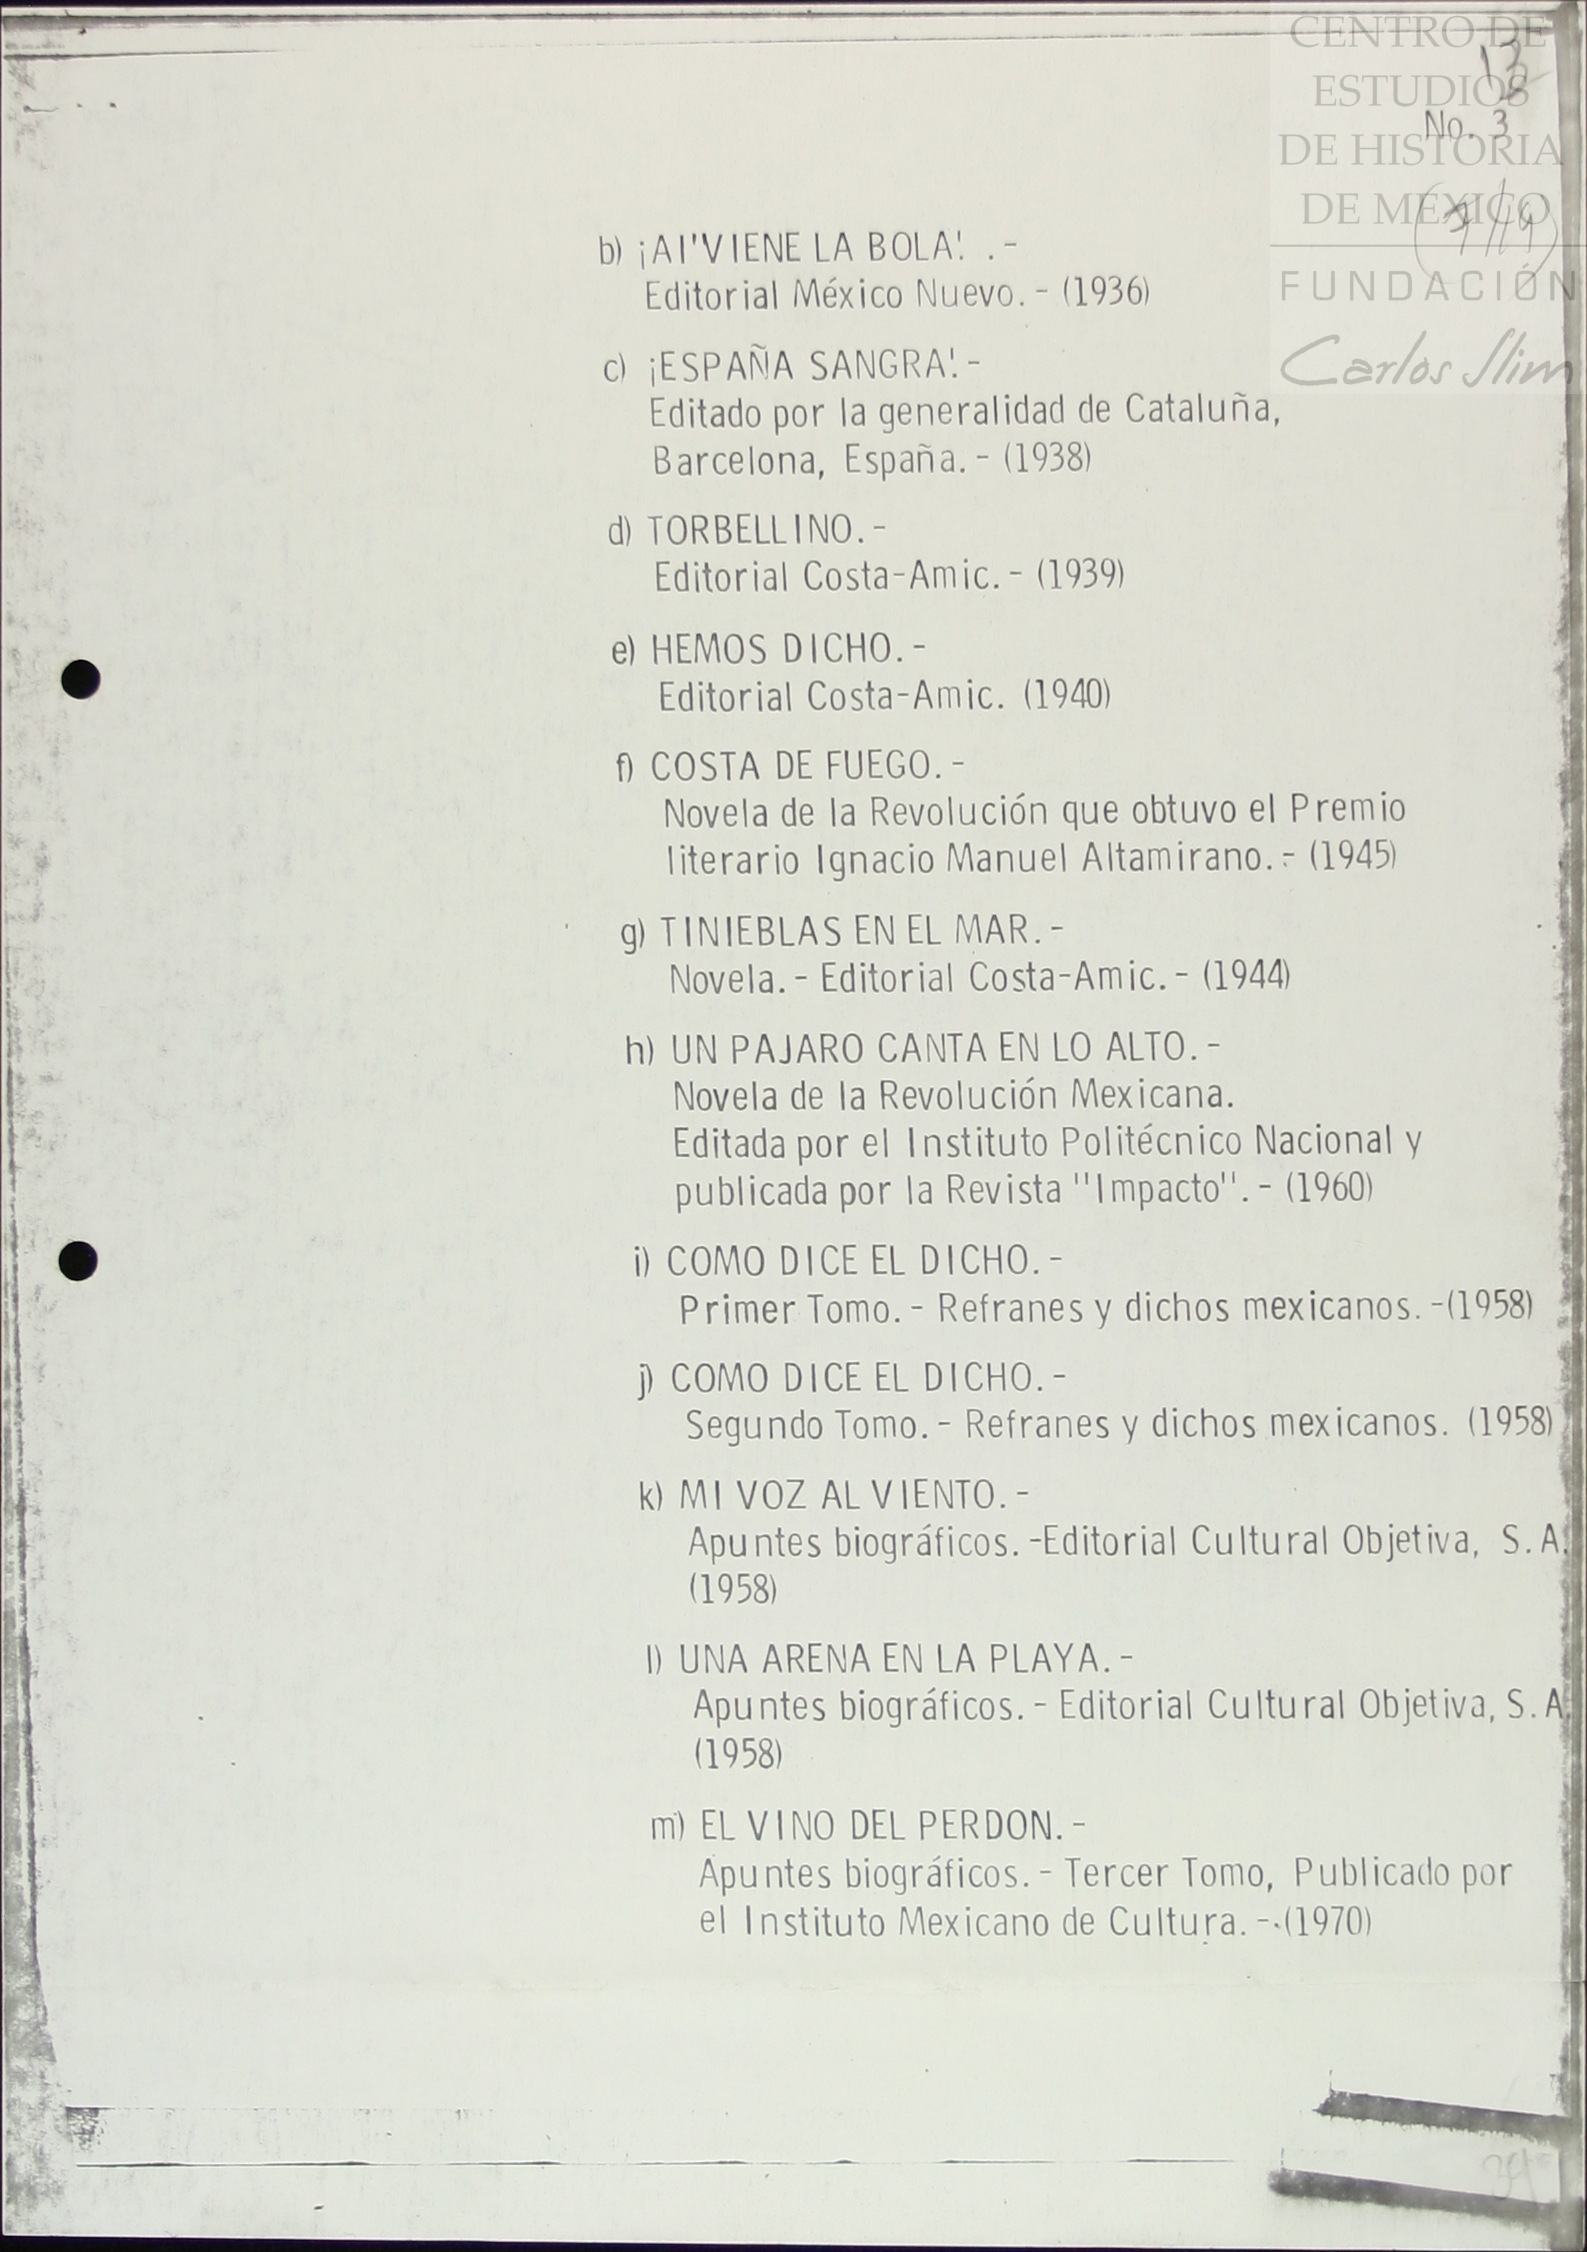 CENTRO DE
ESTUDIOS
DE HISTORIA
DE MEXICO
FUNDACIÓN
Carlos Slim
13
No. 3
b) ¡AI'VIENE LA BOLA! . -
Editorial México Nuevo. - (1936)
c) ¡ESPAÑA SANGRA! -
Editado por la generalidad de Cataluña,
Barcelona, España. - (1938)
d) TORBELLINO. -
Editorial Costa-Amic. - (1939)
e) HEMOS DICHO. -
Editorial Costa-Amic. (1940)
f) COSTA DE FUEGO. -
Novela de la Revolución que obtuvo el Premio
literario Ignacio Manuel Altamirano. - (1945)
g) TINIEBLAS EN EL MAR. -
Novela. - Editorial Costa-Amic. - (1944)
h) UN PAJARO CANTA EN LO ALTO. -
Novela de la Revolución Mexicana.
Editada por el Instituto Politécnico Nacional y
publicada por la Revista "Impacto". - (1960)
i) COMO DICE EL DICHO. -
Primer Tomo. - Refranes y dichos mexicanos. -(1958)
j) COMO DICE EL DICHO. -
Segundo Tomo. - Refranes y dichos mexicanos. (1958)
k) MI VOZ AL VIENTO. -
Apuntes biográficos. -Editorial Cultural Objetiva, S. A.
(1958)
l) UNA ARENA EN LA PLAYA. -
Apuntes biográficos. - Editorial Cultural Objetiva, S. A.
(1958)
m) EL VINO DEL PERDON. -
Apuntes biográficos. - Tercer Tomo, Publicado por
el Instituto Mexicano de Cultura. - (1970)